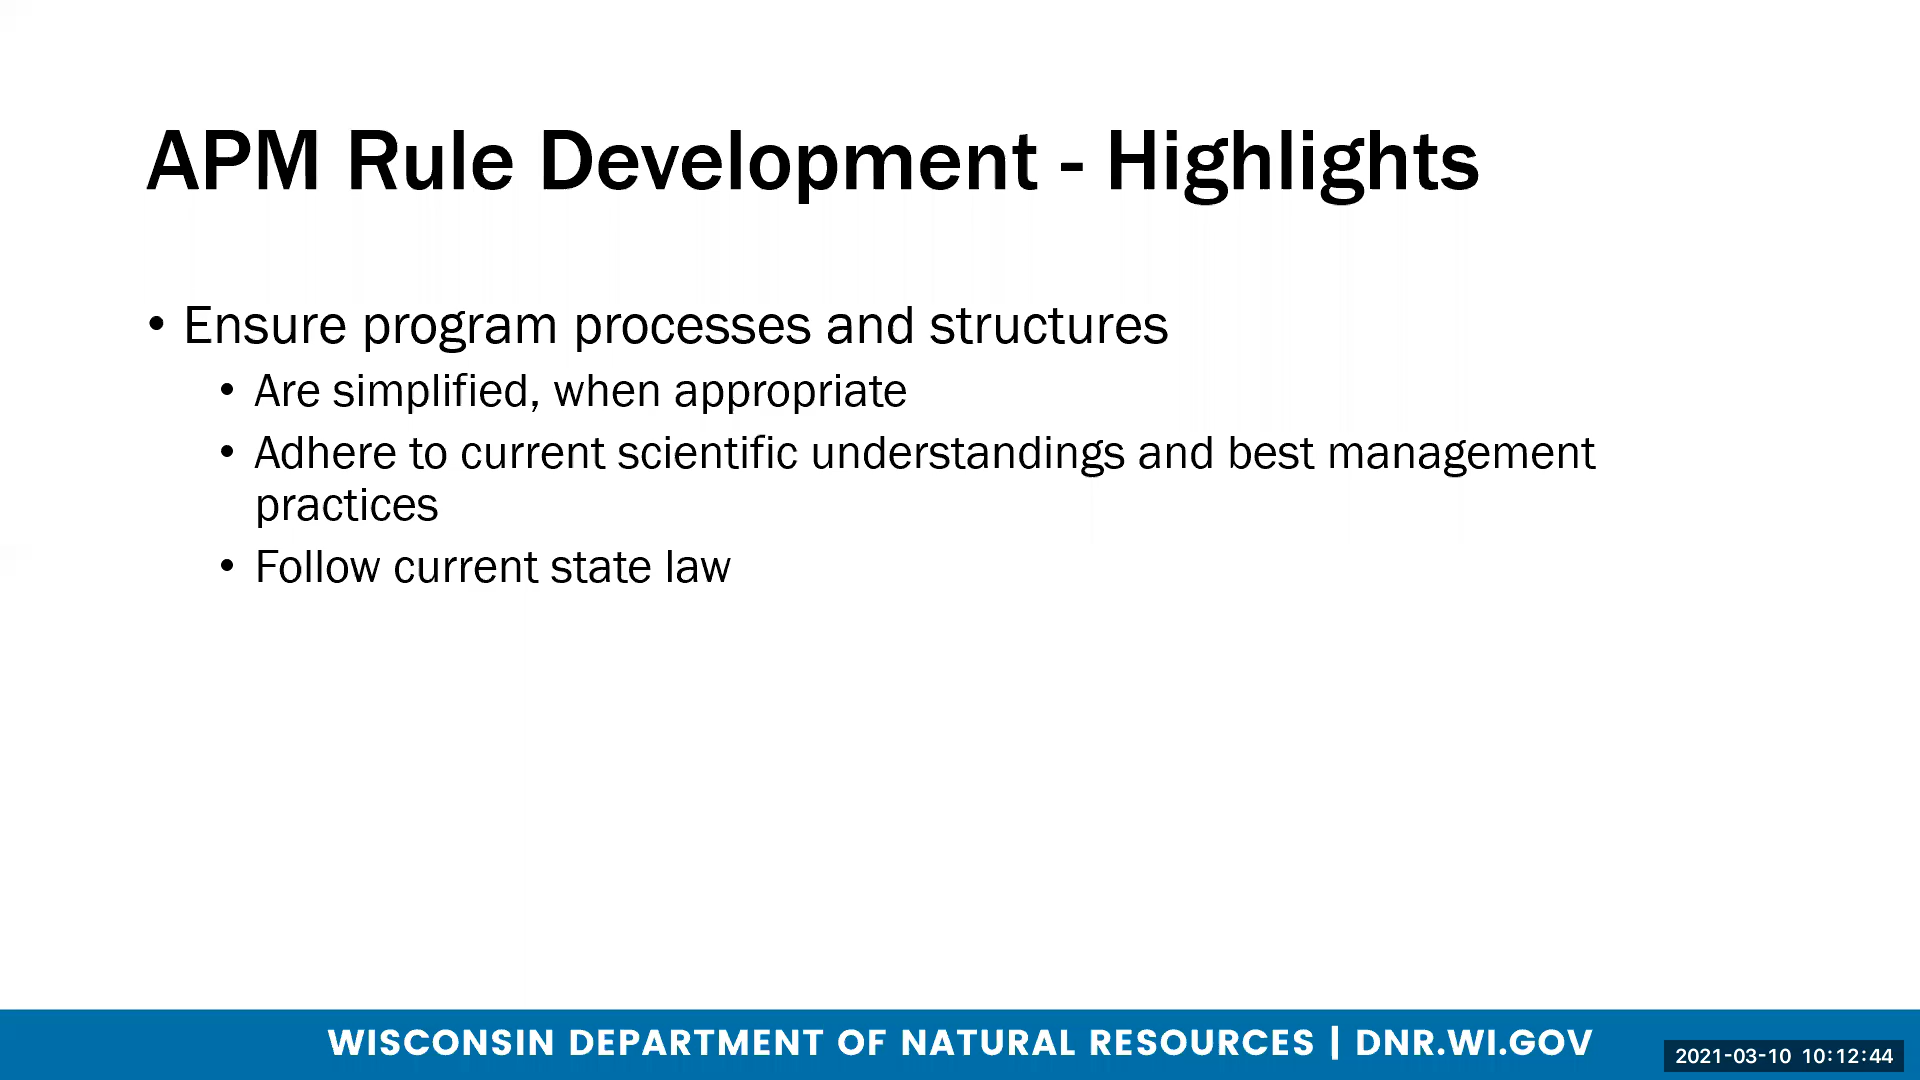 APM Rule Development - Highlights
• Ensure program processes and structures
• Are simplified, when appropriate
• Adhere to current scientific understandings and best management
practices
• Follow current state law
WISCONSIN DEPARTMENT OF NATURAL RESOURCES | DNR.WI.GOV
2021-03-10 10:12:44